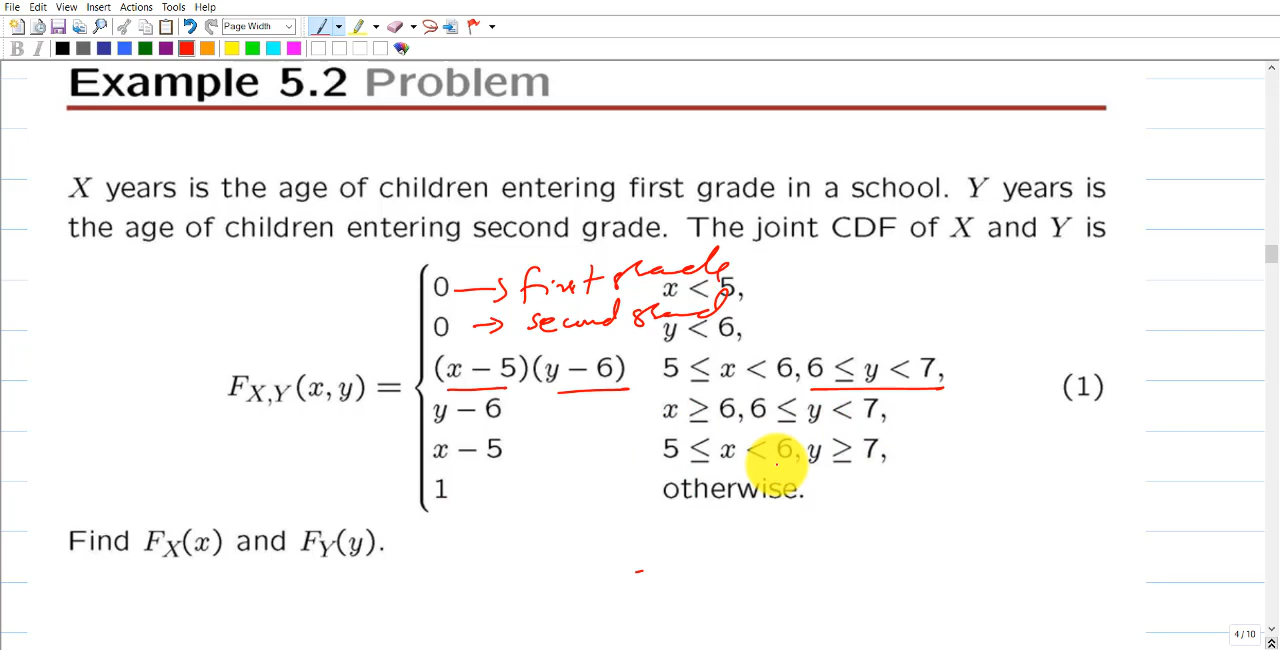 File Edit View Insert Actions Tools Help
Page Width
B I
Example 5.2 Problem
X years is the age of children entering first grade in a school. Y years is
the age of children entering second grade. The joint CDF of X and Y is
0 → first grade x < 5,
0 → second grade y < 6,
(x − 5)(y − 6) 5 ≤ x < 6, 6 ≤ y < 7,
F_{X,Y}(x, y) = (1)
y − 6 x ≥ 6, 6 ≤ y < 7,
x − 5 5 ≤ x < 6, y ≥ 7,
1 otherwise.
Find F_X(x) and F_Y(y).
4 / 10